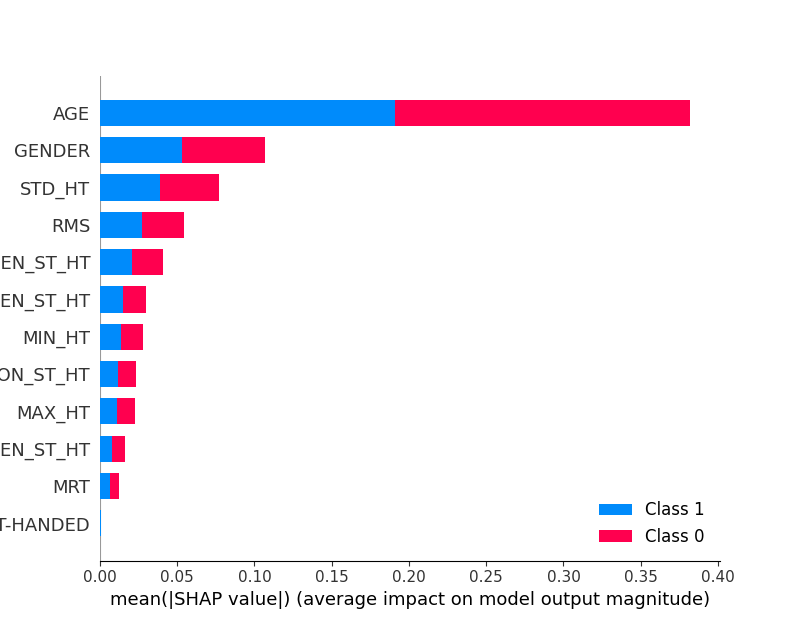 AGE
GENDER
STD_HT
RMS
EN_ST_HT
EN_ST_HT
MIN_HT
ON_ST_HT
MAX_HT
EN_ST_HT
MRT
T-HANDED
Class 1
Class 0
0.00 0.05 0.10 0.15 0.20 0.25 0.30 0.35 0.40
mean(|SHAP value|) (average impact on model output magnitude)